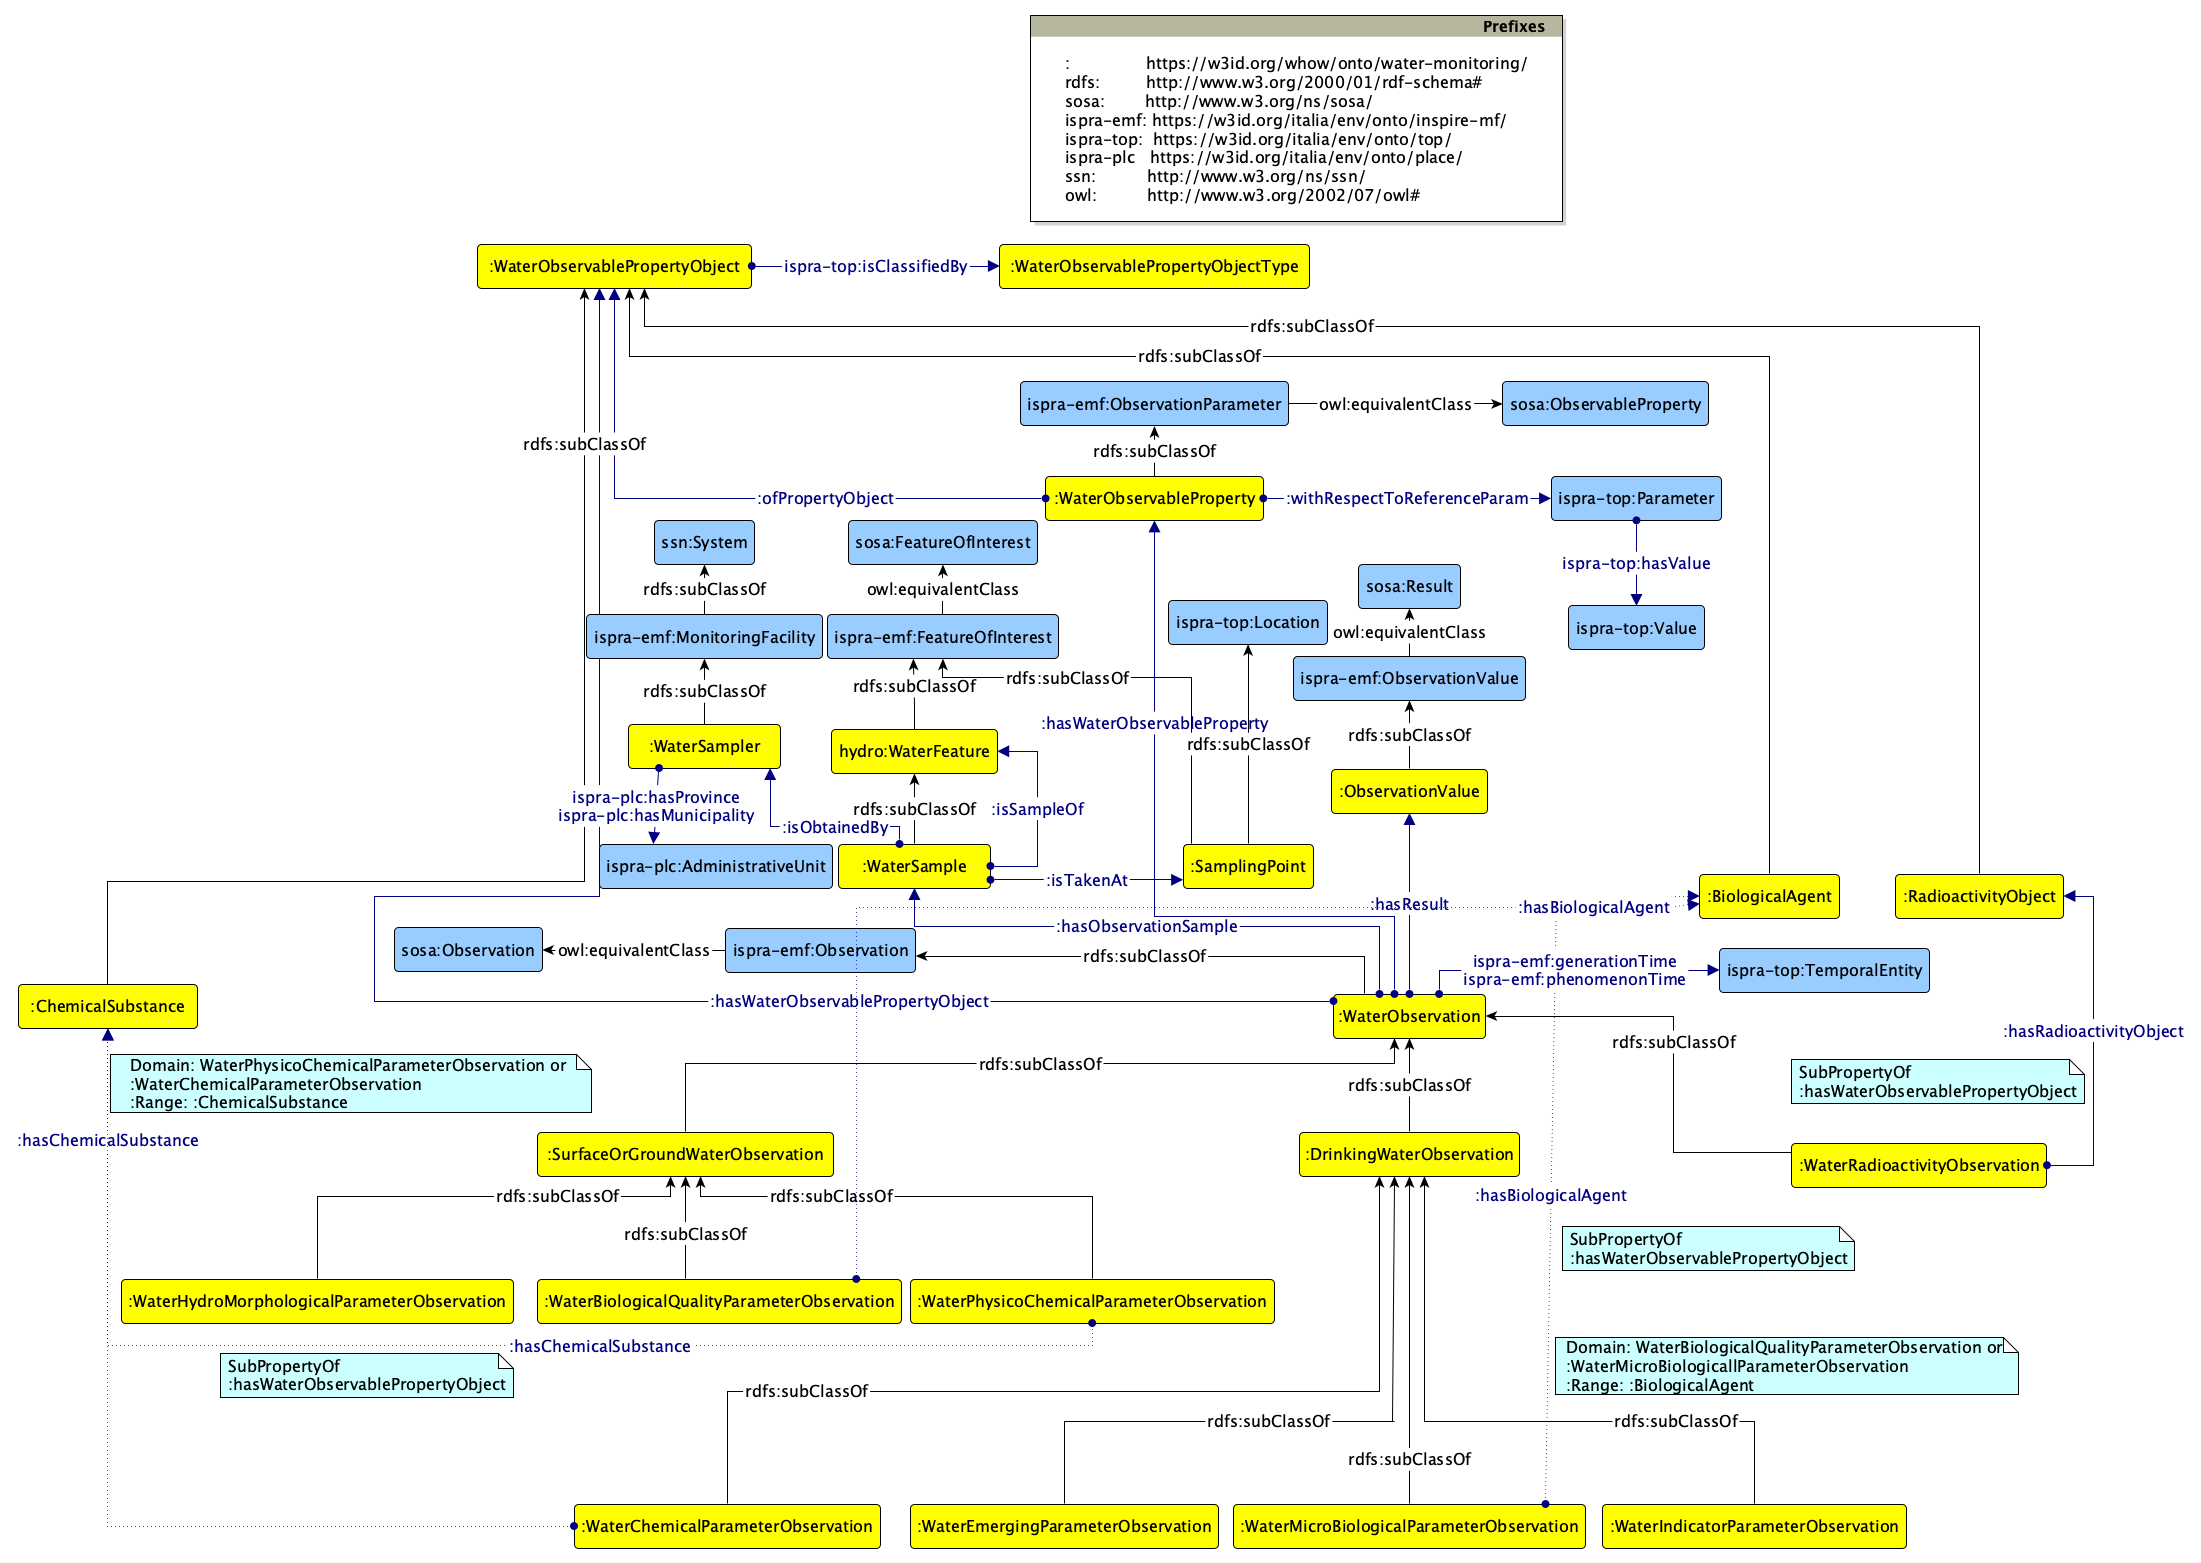 Prefixes
: https://w3id.org/whow/onto/water-monitoring/
rdfs: http://www.w3.org/2000/01/rdf-schema#
sosa: http://www.w3.org/ns/sosa/
ispra-emf: https://w3id.org/italia/env/onto/inspire-mf/
ispra-top: https://w3id.org/italia/env/onto/top/
ispra-plc https://w3id.org/italia/env/onto/place/
ssn: http://www.w3.org/ns/ssn/
owl: http://www.w3.org/2002/07/owl#
:WaterObservablePropertyObject
ispra-top:isClassifiedBy
:WaterObservablePropertyObjectType
rdfs:subClassOf
rdfs:subClassOf
ispra-emf:ObservationParameter
owl:equivalentClass
sosa:ObservableProperty
rdfs:subClassOf
rdfs:subClassOf
:ofPropertyObject
:WaterObservableProperty
:withRespectToReferenceParam
ispra-top:Parameter
ssn:System
sosa:FeatureOfInterest
ispra-top:hasValue
rdfs:subClassOf
owl:equivalentClass
sosa:Result
ispra-top:Location
ispra-top:Value
ispra-emf:MonitoringFacility
ispra-emf:FeatureOfInterest
owl:equivalentClass
rdfs:subClassOf
rdfs:subClassOf
rdfs:subClassOf
ispra-emf:ObservationValue
:hasWaterObservableProperty
rdfs:subClassOf
:WaterSampler
hydro:WaterFeature
rdfs:subClassOf
:ObservationValue
ispra-plc:hasProvince
ispra-plc:hasMunicipality
rdfs:subClassOf
:isSampleOf
:isObtainedBy
ispra-plc:AdministrativeUnit
:WaterSample
:isTakenAt
:SamplingPoint
:hasResult
:hasBiologicalAgent
:BiologicalAgent
:RadioactivityObject
:hasObservationSample
sosa:Observation
owl:equivalentClass
ispra-emf:Observation
rdfs:subClassOf
ispra-emf:generationTime
ispra-emf:phenomenonTime
ispra-top:TemporalEntity
:ChemicalSubstance
:hasWaterObservablePropertyObject
:WaterObservation
:hasRadioactivityObject
rdfs:subClassOf
Domain: WaterPhysicoChemicalParameterObservation or
:WaterChemicalParameterObservation
:Range: :ChemicalSubstance
rdfs:subClassOf
rdfs:subClassOf
SubPropertyOf
:hasWaterObservablePropertyObject
:hasChemicalSubstance
:SurfaceOrGroundWaterObservation
:DrinkingWaterObservation
:WaterRadioactivityObservation
rdfs:subClassOf
rdfs:subClassOf
:hasBiologicalAgent
rdfs:subClassOf
SubPropertyOf
:hasWaterObservablePropertyObject
:WaterHydroMorphologicalParameterObservation
:WaterBiologicalQualityParameterObservation
:WaterPhysicoChemicalParameterObservation
:hasChemicalSubstance
SubPropertyOf
:hasWaterObservablePropertyObject
Domain: WaterBiologicalQualityParameterObservation or
:WaterMicroBiologicallParameterObservation
:Range: :BiologicalAgent
rdfs:subClassOf
rdfs:subClassOf
rdfs:subClassOf
rdfs:subClassOf
:WaterChemicalParameterObservation
:WaterEmergingParameterObservation
:WaterMicroBiologicalParameterObservation
:WaterIndicatorParameterObservation